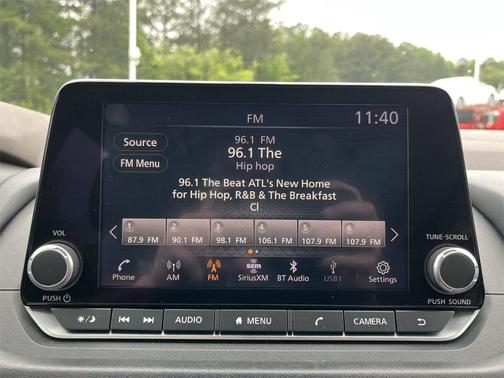 FM
11:40
96.1 FM
Source
96.1 The
FM Menu
Hip hop
96.1 The Beat ATL's New Home
for Hip Hop, R&B & The Breakfast
Cl
1 2 3 4 5 6
87.9 FM 90.1 FM 98.1 FM 106.1 FM 107.9 FM 107.9 FM
VOL
TUNE·SCROLL
sxm
Phone AM FM SiriusXM BT Audio USB1 Settings
PUSH
PUSH SOUND
AUDIO MENU CAMERA